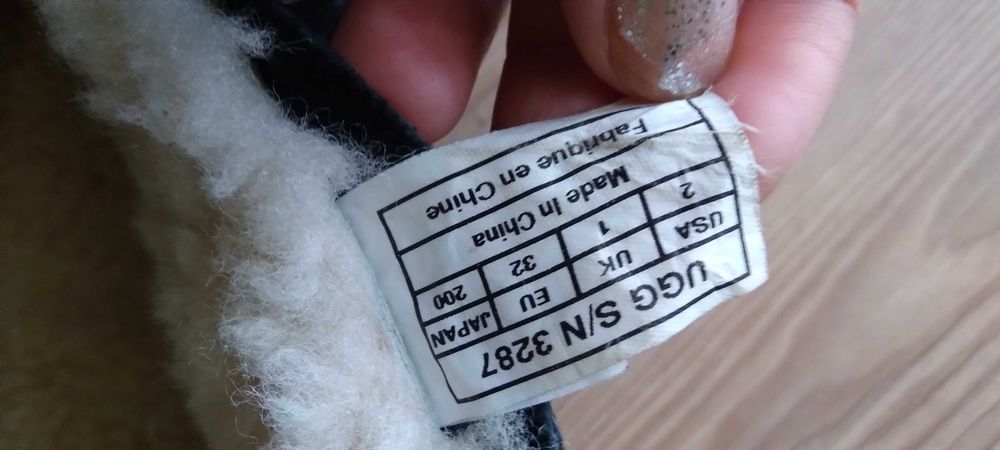 UGG S/N 3287
USA UK EU JAPAN
2 1 32 200
Made In China
Fabrique en Chine